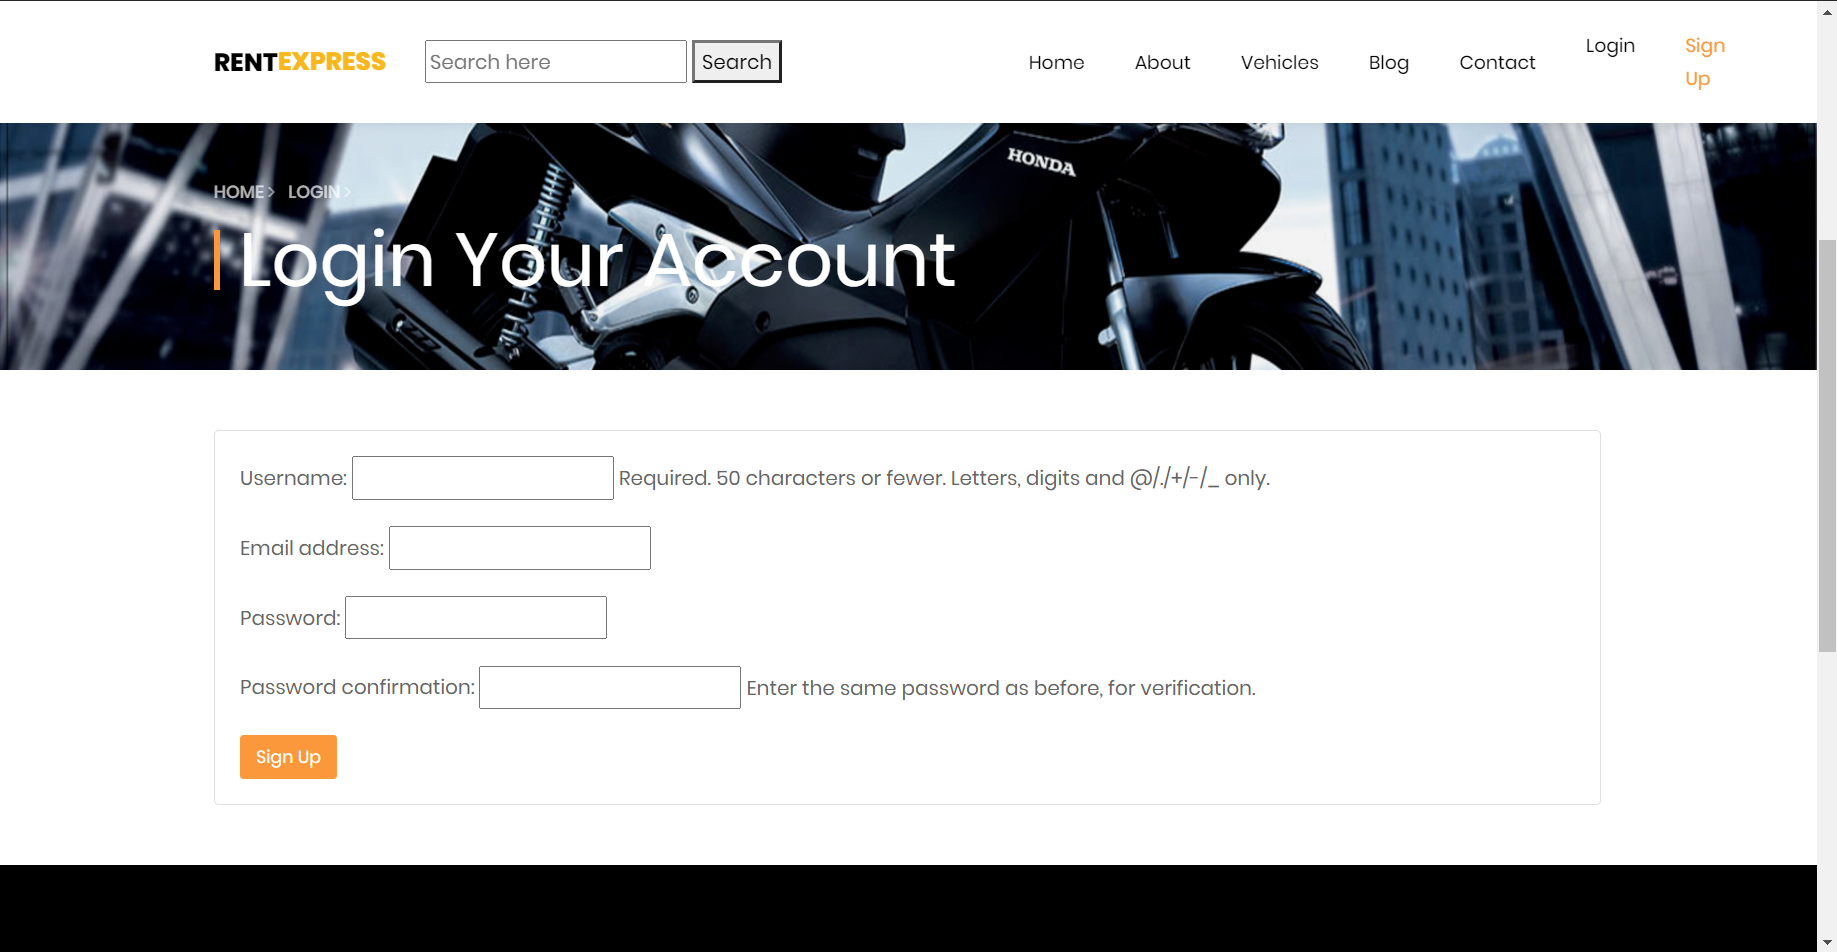 RENTEXPRESS Search here Search Home About Vehicles Blog Contact Login Sign Up
HONDA
HOME > LOGIN >
Login Your Account
Username: Required. 50 characters or fewer. Letters, digits and @/./+/-/_ only.
Email address:
Password:
Password confirmation: Enter the same password as before, for verification.
Sign Up